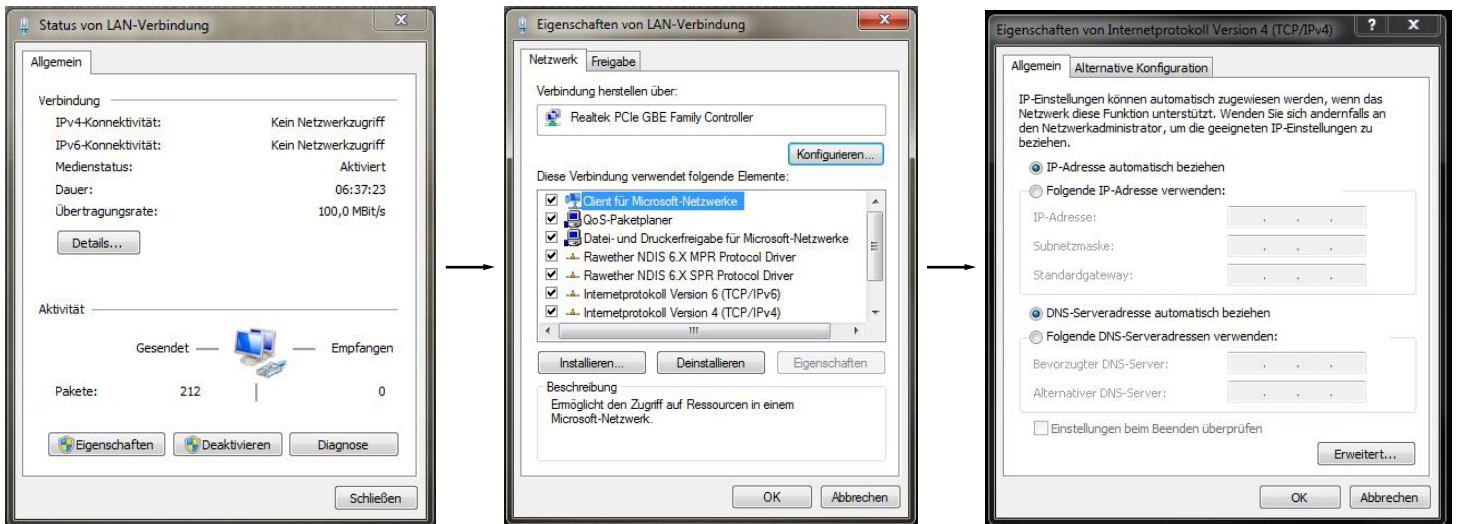 Status von LAN-Verbindung
Allgemein
Verbindung
IPv4-Konnektivität: Kein Netzwerkzugriff
IPv6-Konnektivität: Kein Netzwerkzugriff
Medienstatus: Aktiviert
Dauer: 06:37:23
Übertragungsrate: 100,0 MBit/s
Details...
Aktivität
Gesendet Empfangen
Pakete: 212 0
Eigenschaften Deaktivieren Diagnose
Schließen
Eigenschaften von LAN-Verbindung
Netzwerk Freigabe
Verbindung herstellen über:
Realtek PCIe GBE Family Controller
Konfigurieren...
Diese Verbindung verwendet folgende Elemente:
Client für Microsoft-Netzwerke
QoS-Paketplaner
Datei- und Druckerfreigabe für Microsoft-Netzwerke
Rawether NDIS 6.X MPR Protocol Driver
Rawether NDIS 6.X SPR Protocol Driver
Internetprotokoll Version 6 (TCP/IPv6)
Internetprotokoll Version 4 (TCP/IPv4)
Installieren... Deinstallieren Eigenschaften
Beschreibung
Ermöglicht den Zugriff auf Ressourcen in einem
Microsoft-Netzwerk.
OK Abbrechen
Eigenschaften von Internetprotokoll Version 4 (TCP/IPv4)
Allgemein Alternative Konfiguration
IP-Einstellungen können automatisch zugewiesen werden, wenn das
Netzwerk diese Funktion unterstützt. Wenden Sie sich andernfalls an
den Netzwerkadministrator, um die geeigneten IP-Einstellungen zu
beziehen.
IP-Adresse automatisch beziehen
Folgende IP-Adresse verwenden:
IP-Adresse: . . .
Subnetzmaske: . . .
Standardgateway: . . .
DNS-Serveradresse automatisch beziehen
Folgende DNS-Serveradressen verwenden:
Bevorzugter DNS-Server: . . .
Alternativer DNS-Server: . . .
Einstellungen beim Beenden überprüfen
Erweitert...
OK Abbrechen